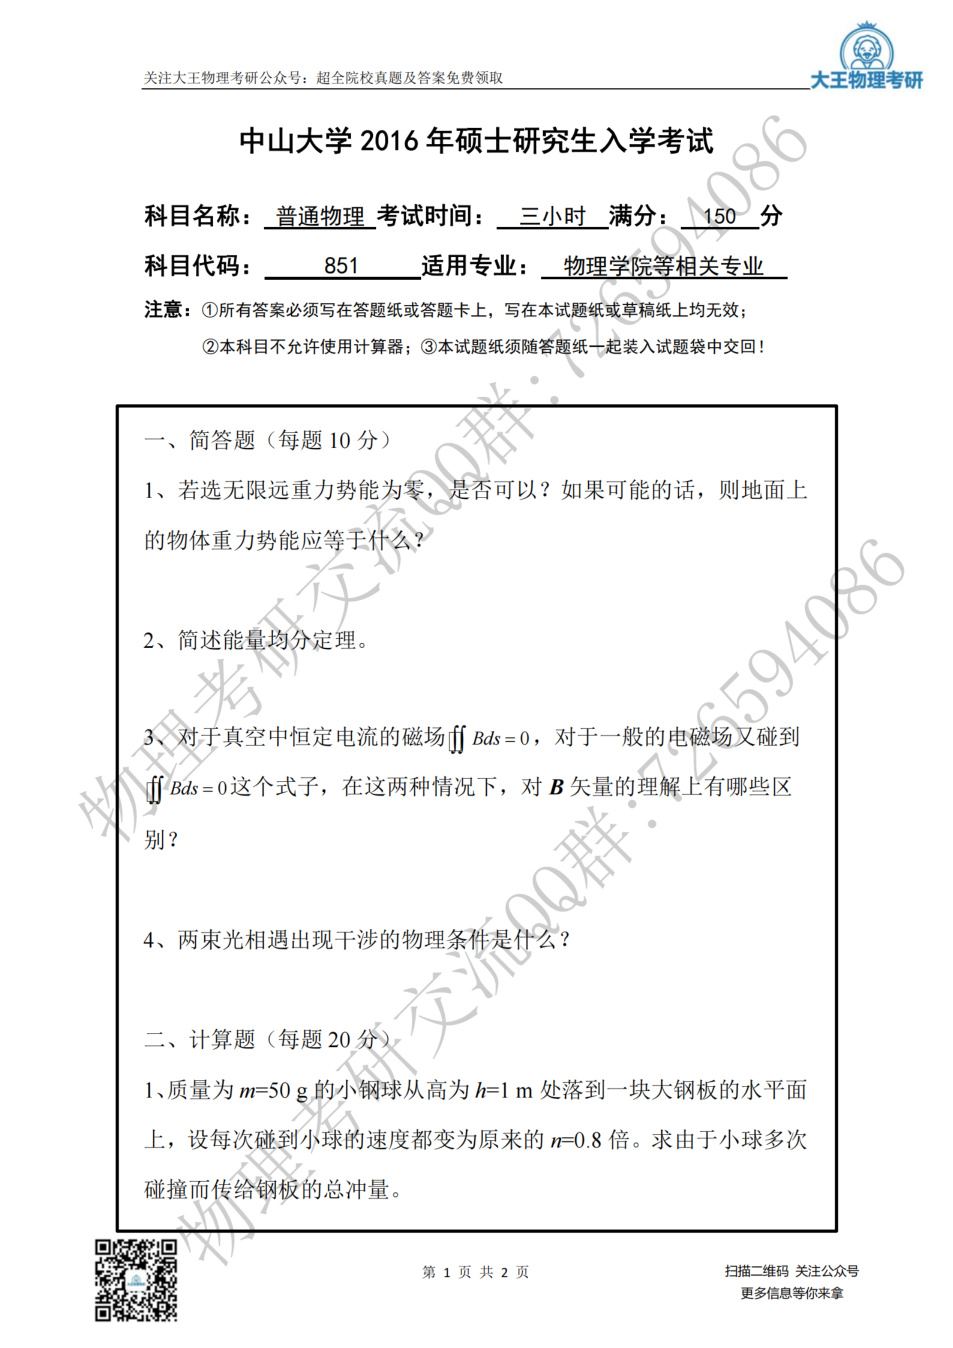 关注大王物理考研公众号：超全院校真题及答案免费领取
大王物理考研
中山大学 2016 年硕士研究生入学考试
科目名称： 普通物理 考试时间： 三小时 满分： 150 分
科目代码： 851 适用专业： 物理学院等相关专业
注意：①所有答案必须写在答题纸或答题卡上，写在本试题纸或草稿纸上均无效；
②本科目不允许使用计算器；③本试题纸须随答题纸一起装入试题袋中交回！
一、简答题（每题 10 分）
1、若选无限远重力势能为零，是否可以？如果可能的话，则地面上
的物体重力势能应等于什么？
2、简述能量均分定理。
3、对于真空中恒定电流的磁场∯ Bds = 0，对于一般的电磁场又碰到
∯ Bds = 0这个式子，在这两种情况下，对 B 矢量的理解上有哪些区
别？
4、两束光相遇出现干涉的物理条件是什么？
二、计算题（每题 20 分）
1、质量为 m=50 g 的小钢球从高为 h=1 m 处落到一块大钢板的水平面
上，设每次碰到小球的速度都变为原来的 n=0.8 倍。求由于小球多次
碰撞而传给钢板的总冲量。
物理考研交流QQ群：726594086
物理考研交流QQ群：726594086
大王物理考研
第 1 页 共 2 页
扫描二维码 关注公众号
更多信息等你来拿